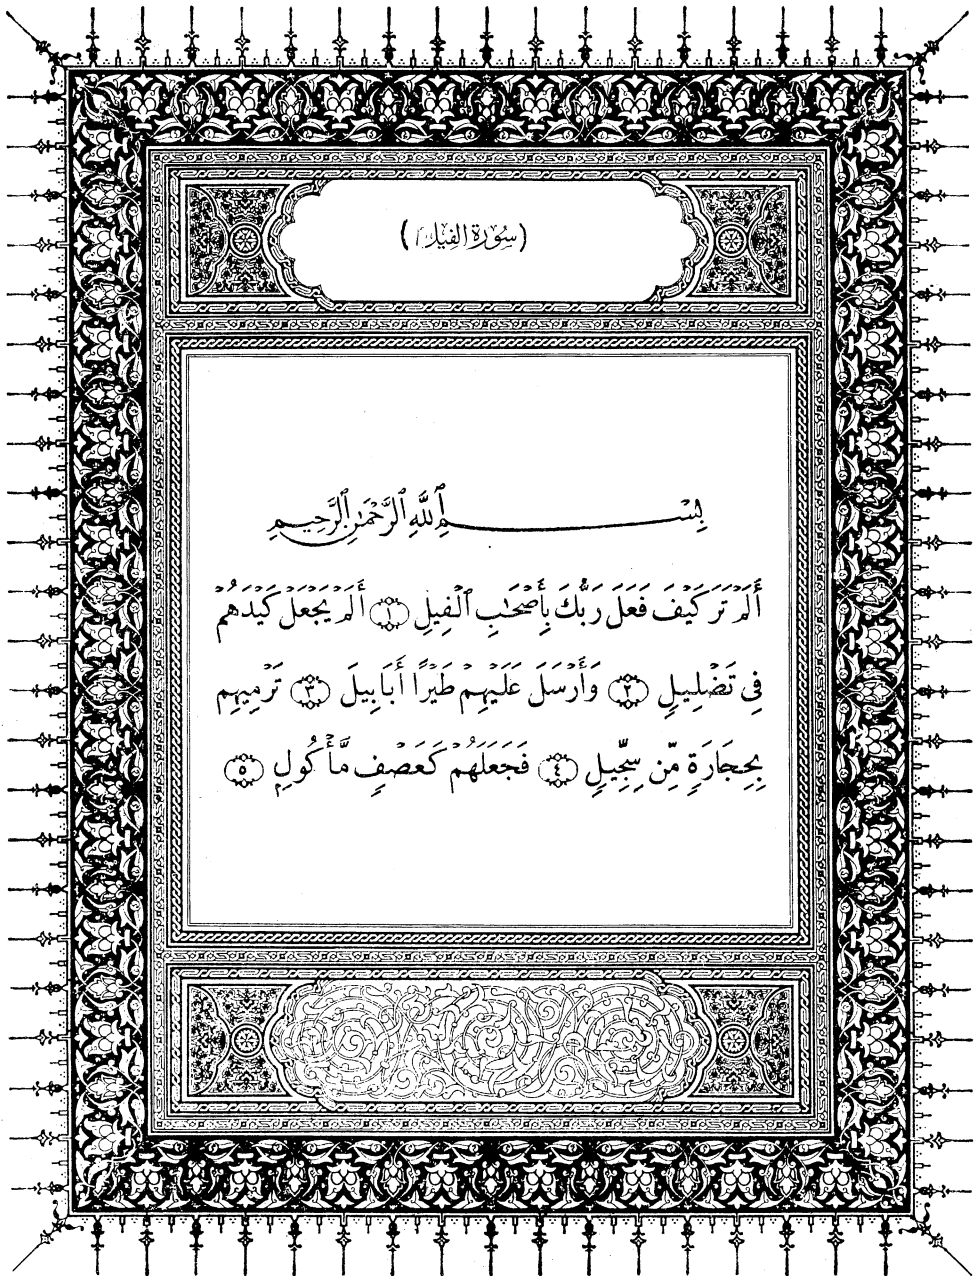 (سُورَةُ الفِيل)
بِسْمِ ٱللَّهِ ٱلرَّحْمَٰنِ ٱلرَّحِيمِ
أَلَمْ تَرَ كَيْفَ فَعَلَ رَبُّكَ بِأَصْحَٰبِ ٱلْفِيلِ ١ أَلَمْ يَجْعَلْ كَيْدَهُمْ
فِى تَضْلِيلٍ ٢ وَأَرْسَلَ عَلَيْهِمْ طَيْرًا أَبَابِيلَ ٣ تَرْمِيهِم
بِحِجَارَةٍ مِّن سِجِّيلٍ ٤ فَجَعَلَهُمْ كَعَصْفٍ مَّأْكُولٍ ٥